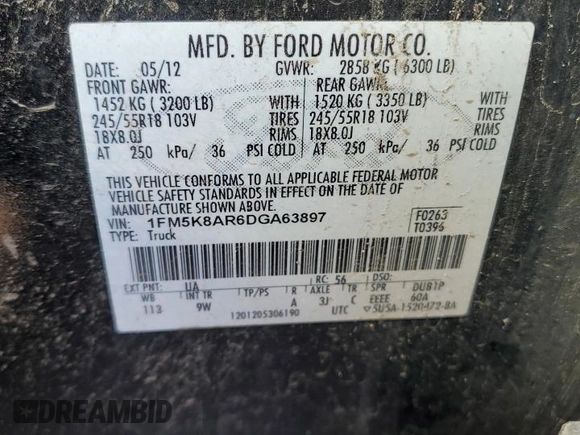 MFD. BY FORD MOTOR CO.
DATE: 05/12 GVWR: 2858 KG ( 6300 LB)
FRONT GAWR: REAR GAWR:
1452 KG ( 3200 LB) WITH 1520 KG ( 3350 LB) WITH
245/55R18 103V TIRES 245/55R18 103V TIRES
18X8.0J RIMS 18X8.0J RIMS
AT 250 kPa/ 36 PSI COLD AT 250 kPa/ 36 PSI COLD
THIS VEHICLE CONFORMS TO ALL APPLICABLE FEDERAL MOTOR
VEHICLE SAFETY STANDARDS IN EFFECT ON THE DATE OF
MANUFACTURE SHOWN ABOVE.
VIN: 1FM5K8AR6DGA63897 F0263
TYPE: Truck T0396
EXT PNT: UA RC: 56 DSO:
WB INT TR TP/PS R AXLE TR SPR DUB1P
113 9W A 3J C EEEE 60A
1201205306190 UTC 5U5A-1520472-BA
DREAMBID